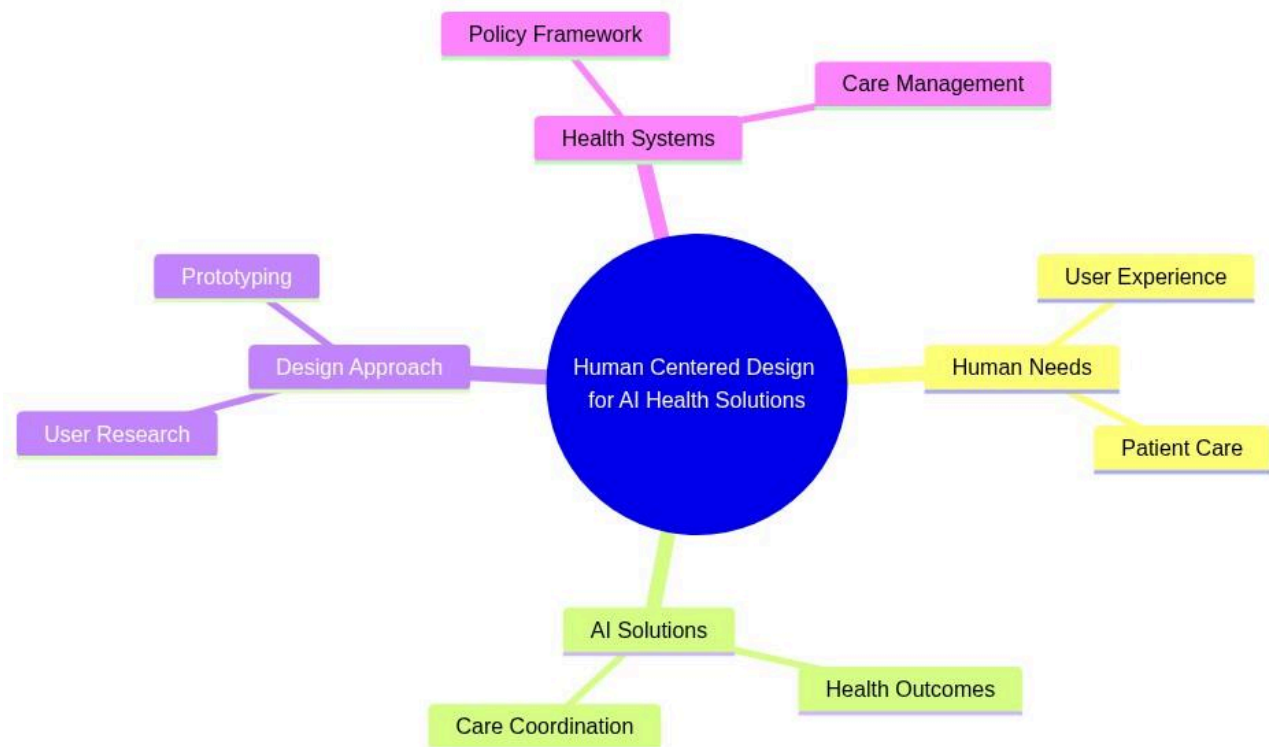 Policy Framework
Care Management
Health Systems
Prototyping
User Experience
Design Approach
Human Centered Design
for AI Health Solutions
Human Needs
User Research
Patient Care
AI Solutions
Health Outcomes
Care Coordination